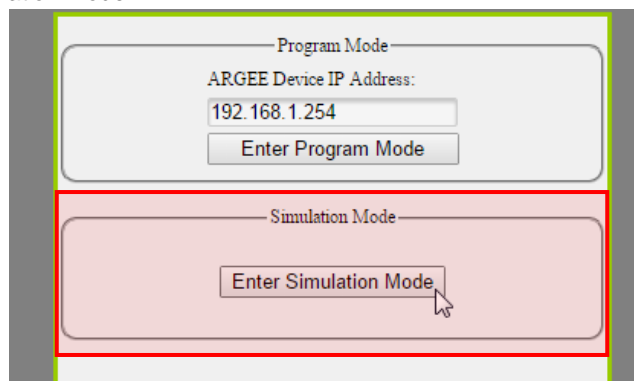 Program Mode
ARGEE Device IP Address:
192.168.1.254
Enter Program Mode
Simulation Mode
Enter Simulation Mode